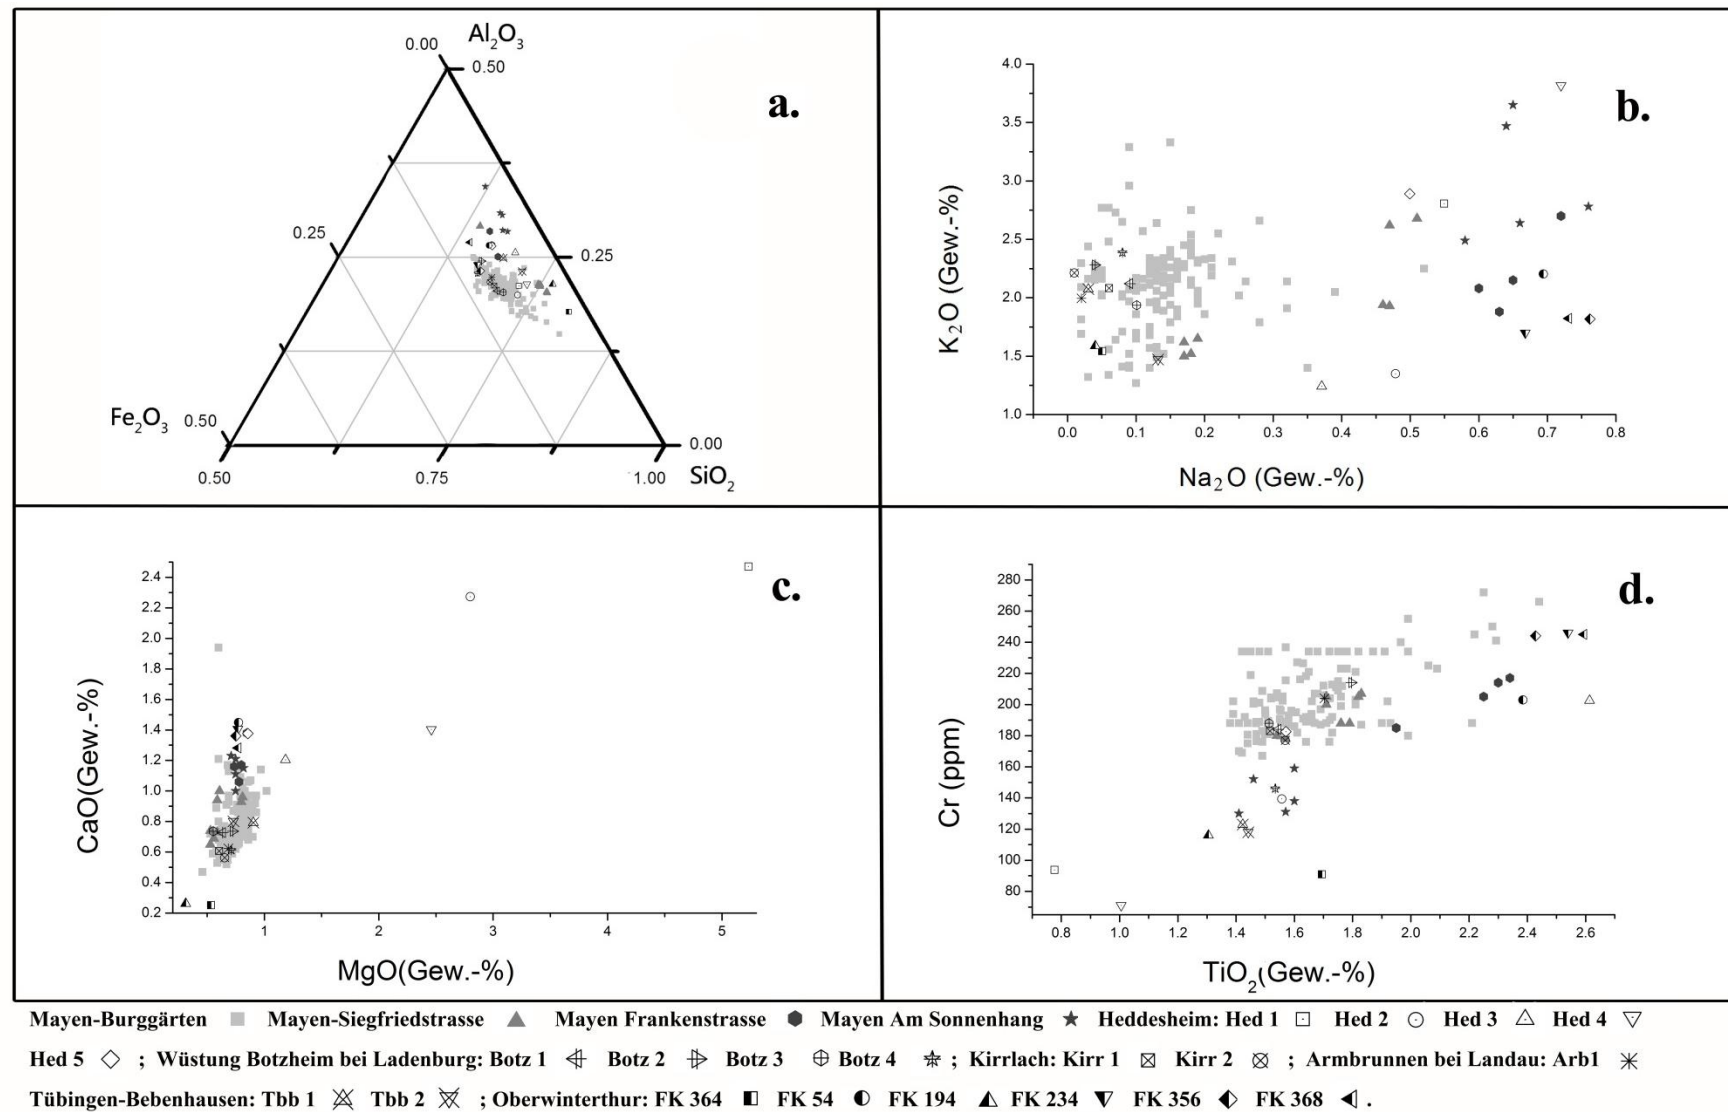 a.
Al2O3
0.00
0.50
0.25
0.25
Fe2O3
0.50
0.00
0.50
0.75
1.00
SiO2
b.
K2O (Gew.-%)
4.0
3.5
3.0
2.5
2.0
1.5
1.0
0.0 0.1 0.2 0.3 0.4 0.5 0.6 0.7 0.8
Na2O (Gew.-%)
c.
CaO(Gew.-%)
2.4
2.2
2.0
1.8
1.6
1.4
1.2
1.0
0.8
0.6
0.4
0.2
1 2 3 4 5
MgO(Gew.-%)
d.
Cr (ppm)
280
260
240
220
200
180
160
140
120
100
80
0.8 1.0 1.2 1.4 1.6 1.8 2.0 2.2 2.4 2.6
TiO2(Gew.-%)
Mayen-Burggärten Mayen-Siegfriedstrasse Mayen Frankenstrasse Mayen Am Sonnenhang Heddesheim: Hed 1 Hed 2 Hed 3 Hed 4
Hed 5 ; Wüstung Botzheim bei Ladenburg: Botz 1 Botz 2 Botz 3 Botz 4 ; Kirrlach: Kirr 1 Kirr 2 ; Armbrunnen bei Landau: Arb1
Tübingen-Bebenhausen: Tbb 1 Tbb 2 ; Oberwinterthur: FK 364 FK 54 FK 194 FK 234 FK 356 FK 368 .